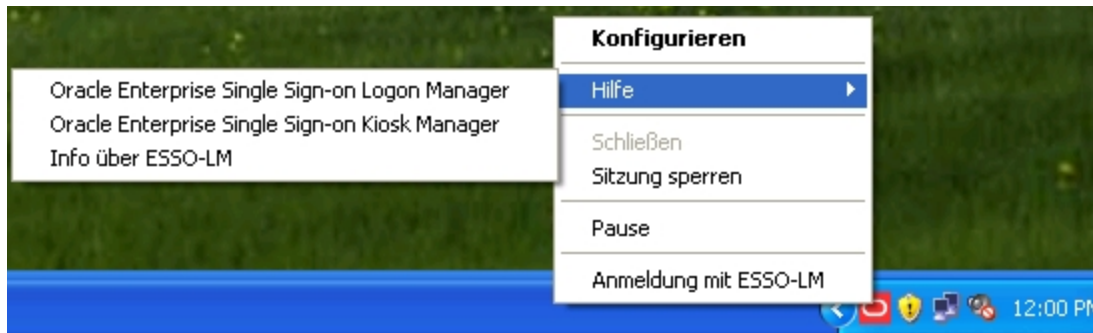 Konfigurieren
Hilfe
Oracle Enterprise Single Sign-on Logon Manager
Oracle Enterprise Single Sign-on Kiosk Manager
Info über ESSO-LM
Schließen
Sitzung sperren
Pause
Anmeldung mit ESSO-LM
12:00 PM